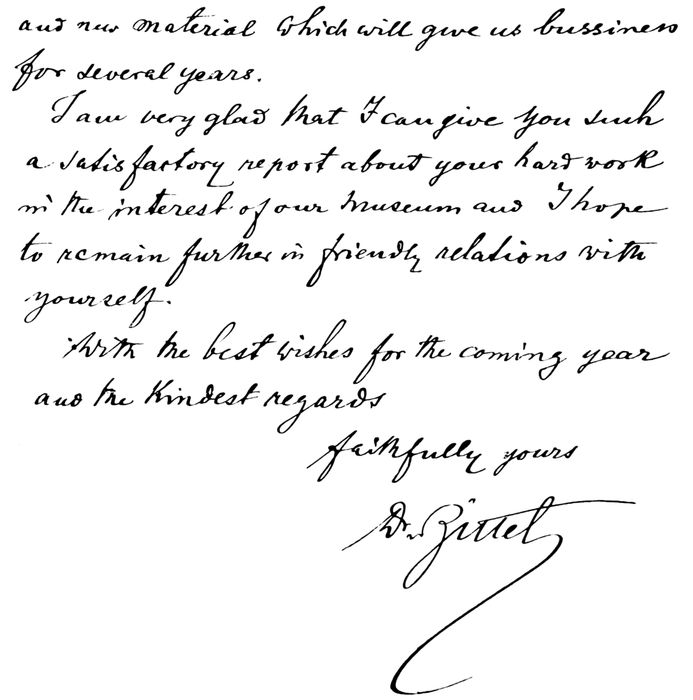 and new material which will give us bussiness
for several years.
I am very glad that I can give you such
a satisfactory report about your hard work
in the interest of our Museum and I hope
to remain further in friendly relations with
yourself.
With the best wishes for the coming year
and the kindest regards
faithfully yours
Dr. Zittel